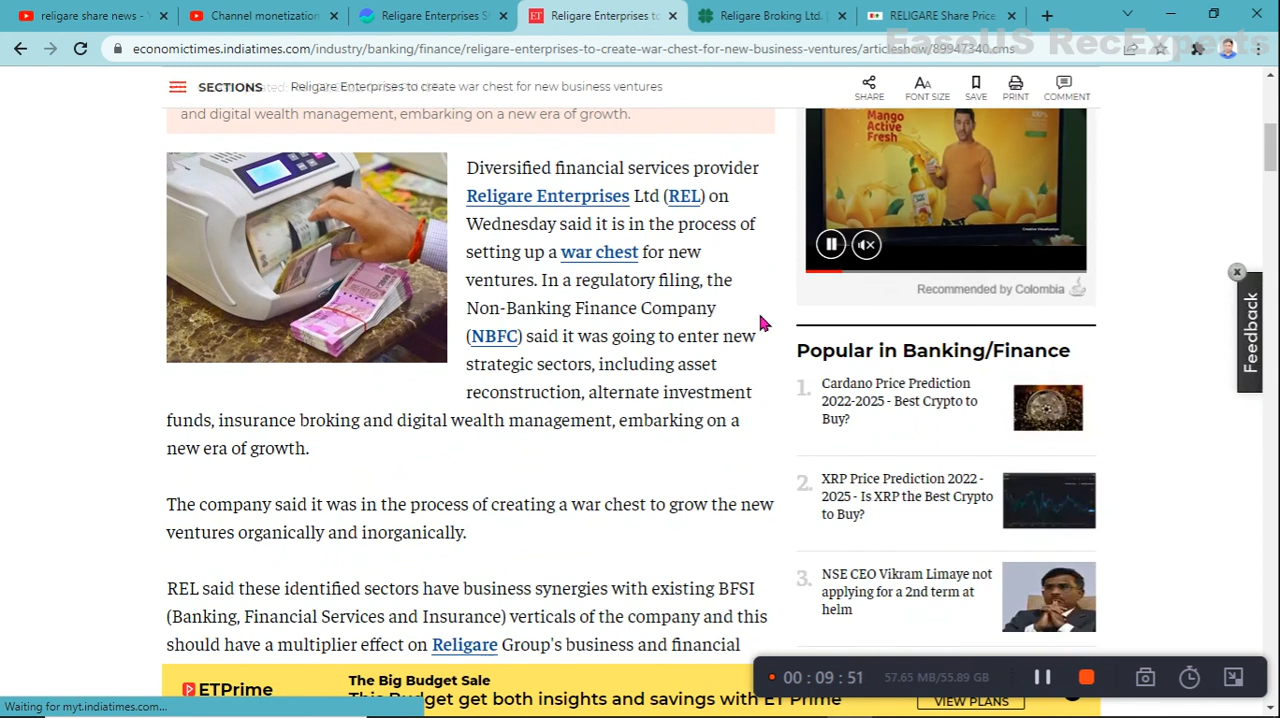 religare share news -
Channel monetization
Religare Enterprises S
Religare Enterprises to
Religare Broking Ltd.
RELIGARE Share Price
EaseUS RecExperts
economictimes.indiatimes.com/industry/banking/finance/religare-enterprises-to-create-war-chest-for-new-business-ventures/articleshow/89947340.cms
SECTIONS
Religare Enterprises to create war chest for new business ventures
SHARE
FONT SIZE
SAVE
PRINT
COMMENT
and digital wealth management, embarking on a new era of growth.
Diversified financial services provider
Religare Enterprises Ltd (REL) on
Wednesday said it is in the process of
setting up a war chest for new
ventures. In a regulatory filing, the
Non-Banking Finance Company
(NBFC) said it was going to enter new
strategic sectors, including asset
reconstruction, alternate investment
funds, insurance broking and digital wealth management, embarking on a
new era of growth.
The company said it was in the process of creating a war chest to grow the new
ventures organically and inorganically.
REL said these identified sectors have business synergies with existing BFSI
(Banking, Financial Services and Insurance) verticals of the company and this
should have a multiplier effect on Religare Group's business and financial
Mango
Active
Fresh
Recommended by Colombia
Feedback
Popular in Banking/Finance
1. Cardano Price Prediction
2022-2025 - Best Crypto to
Buy?
2. XRP Price Prediction 2022 -
2025 - Is XRP the Best Crypto
to Buy?
3. NSE CEO Vikram Limaye not
applying for a 2nd term at
helm
ETPrime
The Big Budget Sale
This Budget get both insights and savings with ET Prime
VIEW PLANS
00:09:51
57.65 MB/55.89 GB
Waiting for myt.indiatimes.com...